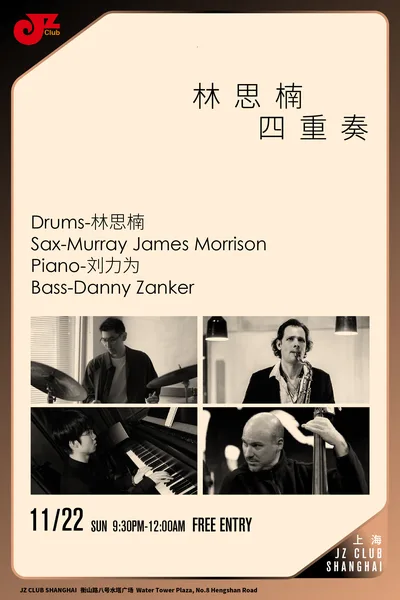 JZ
Club
林思楠
四重奏
Drums-林思楠
Sax-Murray James Morrison
Piano-刘力为
Bass-Danny Zanker
11/22 SUN 9:30PM-12:00AM FREE ENTRY
上海
JZ CLUB
SHANGHAI
JZ CLUB SHANGHAI 衡山路八号水塔广场 Water Tower Plaza, No.8 Hengshan Road